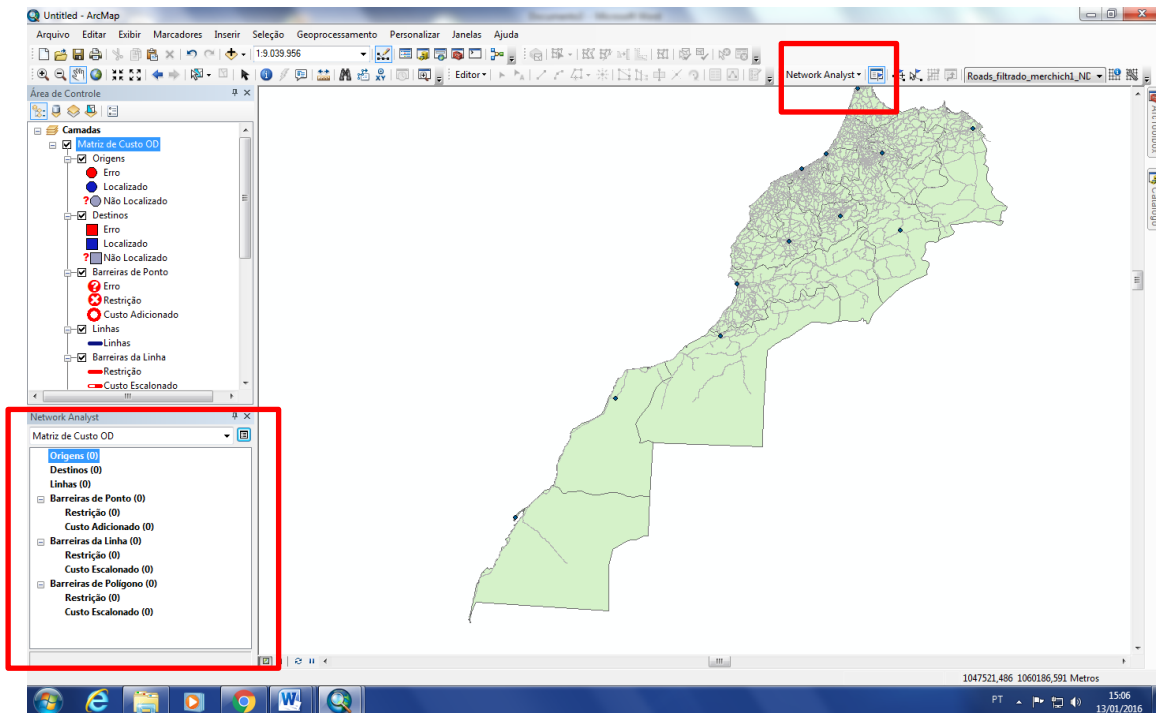 Untitled - ArcMap
Arquivo Editar Exibir Marcadores Inserir Seleção Geoprocessamento Personalizar Janelas Ajuda
1:9.039.956
Editor
Network Analyst
Roads_filtrado_merchich1_NC
Área de Controle
Camadas
Matriz de Custo OD
Origens
Erro
Localizado
? Não Localizado
Destinos
Erro
Localizado
? Não Localizado
Barreiras de Ponto
Erro
Restrição
Custo Adicionado
Linhas
Linhas
Barreiras da Linha
Restrição
Custo Escalonado
ArcToolbox
Catálogo
Network Analyst
Matriz de Custo OD
Origens (0)
Destinos (0)
Linhas (0)
Barreiras de Ponto (0)
Restrição (0)
Custo Adicionado (0)
Barreiras da Linha (0)
Restrição (0)
Custo Escalonado (0)
Barreiras de Polígono (0)
Restrição (0)
Custo Escalonado (0)
1047521,486 1060186,591 Metros
PT
15:06
13/01/2016